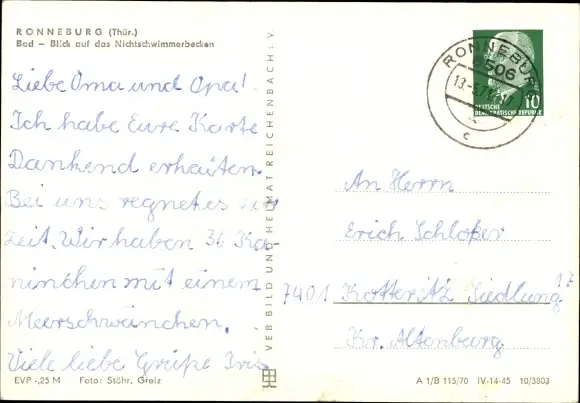 RONNEBURG (Thür.)
Bad – Blick auf das Nichtschwimmerbecken
Liebe Oma und Opa!
Ich habe Eure Karte
Dankend erhalten.
Bei uns regnet es
zeit. Wir haben 36 Ka-
ninchen mit einem
Meerschweinchen.
Viele liebe Grüße Iris
EVP -,25 M Foto: Stöhr, Greiz
VEB BILD UND HEIMAT REICHENBACH i. V.
RONNEBURG
6506
c
10
DEUTSCHE
DEMOKRATISCHE REPUBLIK
An Herrn
Erich Schloßer
7401 Kotteritz Siedlung 17
Kr. Altenburg
A 1/B 115/70 IV-14-45 10/3803